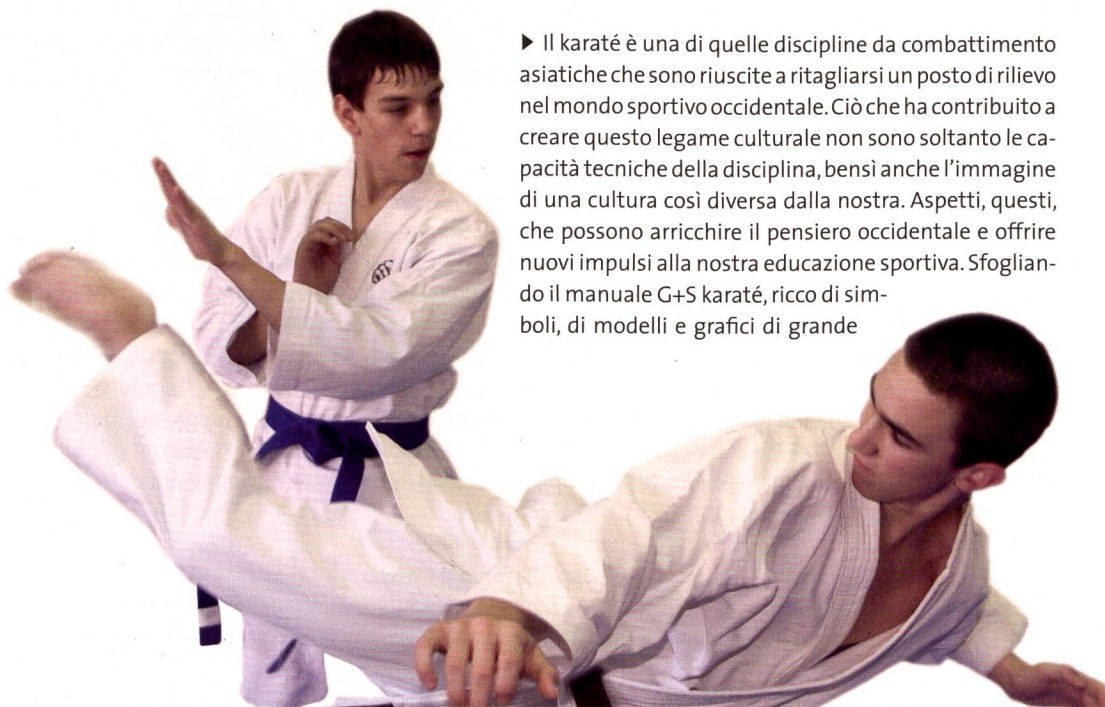 ▶ Il karaté è una di quelle discipline da combattimento
asiatiche che sono riuscite a ritagliarsi un posto di rilievo
nel mondo sportivo occidentale. Ciò che ha contribuito a
creare questo legame culturale non sono soltanto le ca-
pacità tecniche della disciplina, bensì anche l'immagine
di una cultura così diversa dalla nostra. Aspetti, questi,
che possono arricchire il pensiero occidentale e offrire
nuovi impulsi alla nostra educazione sportiva. Sfoglian-
do il manuale G+S karaté, ricco di sim-
boli, di modelli e grafici di grande